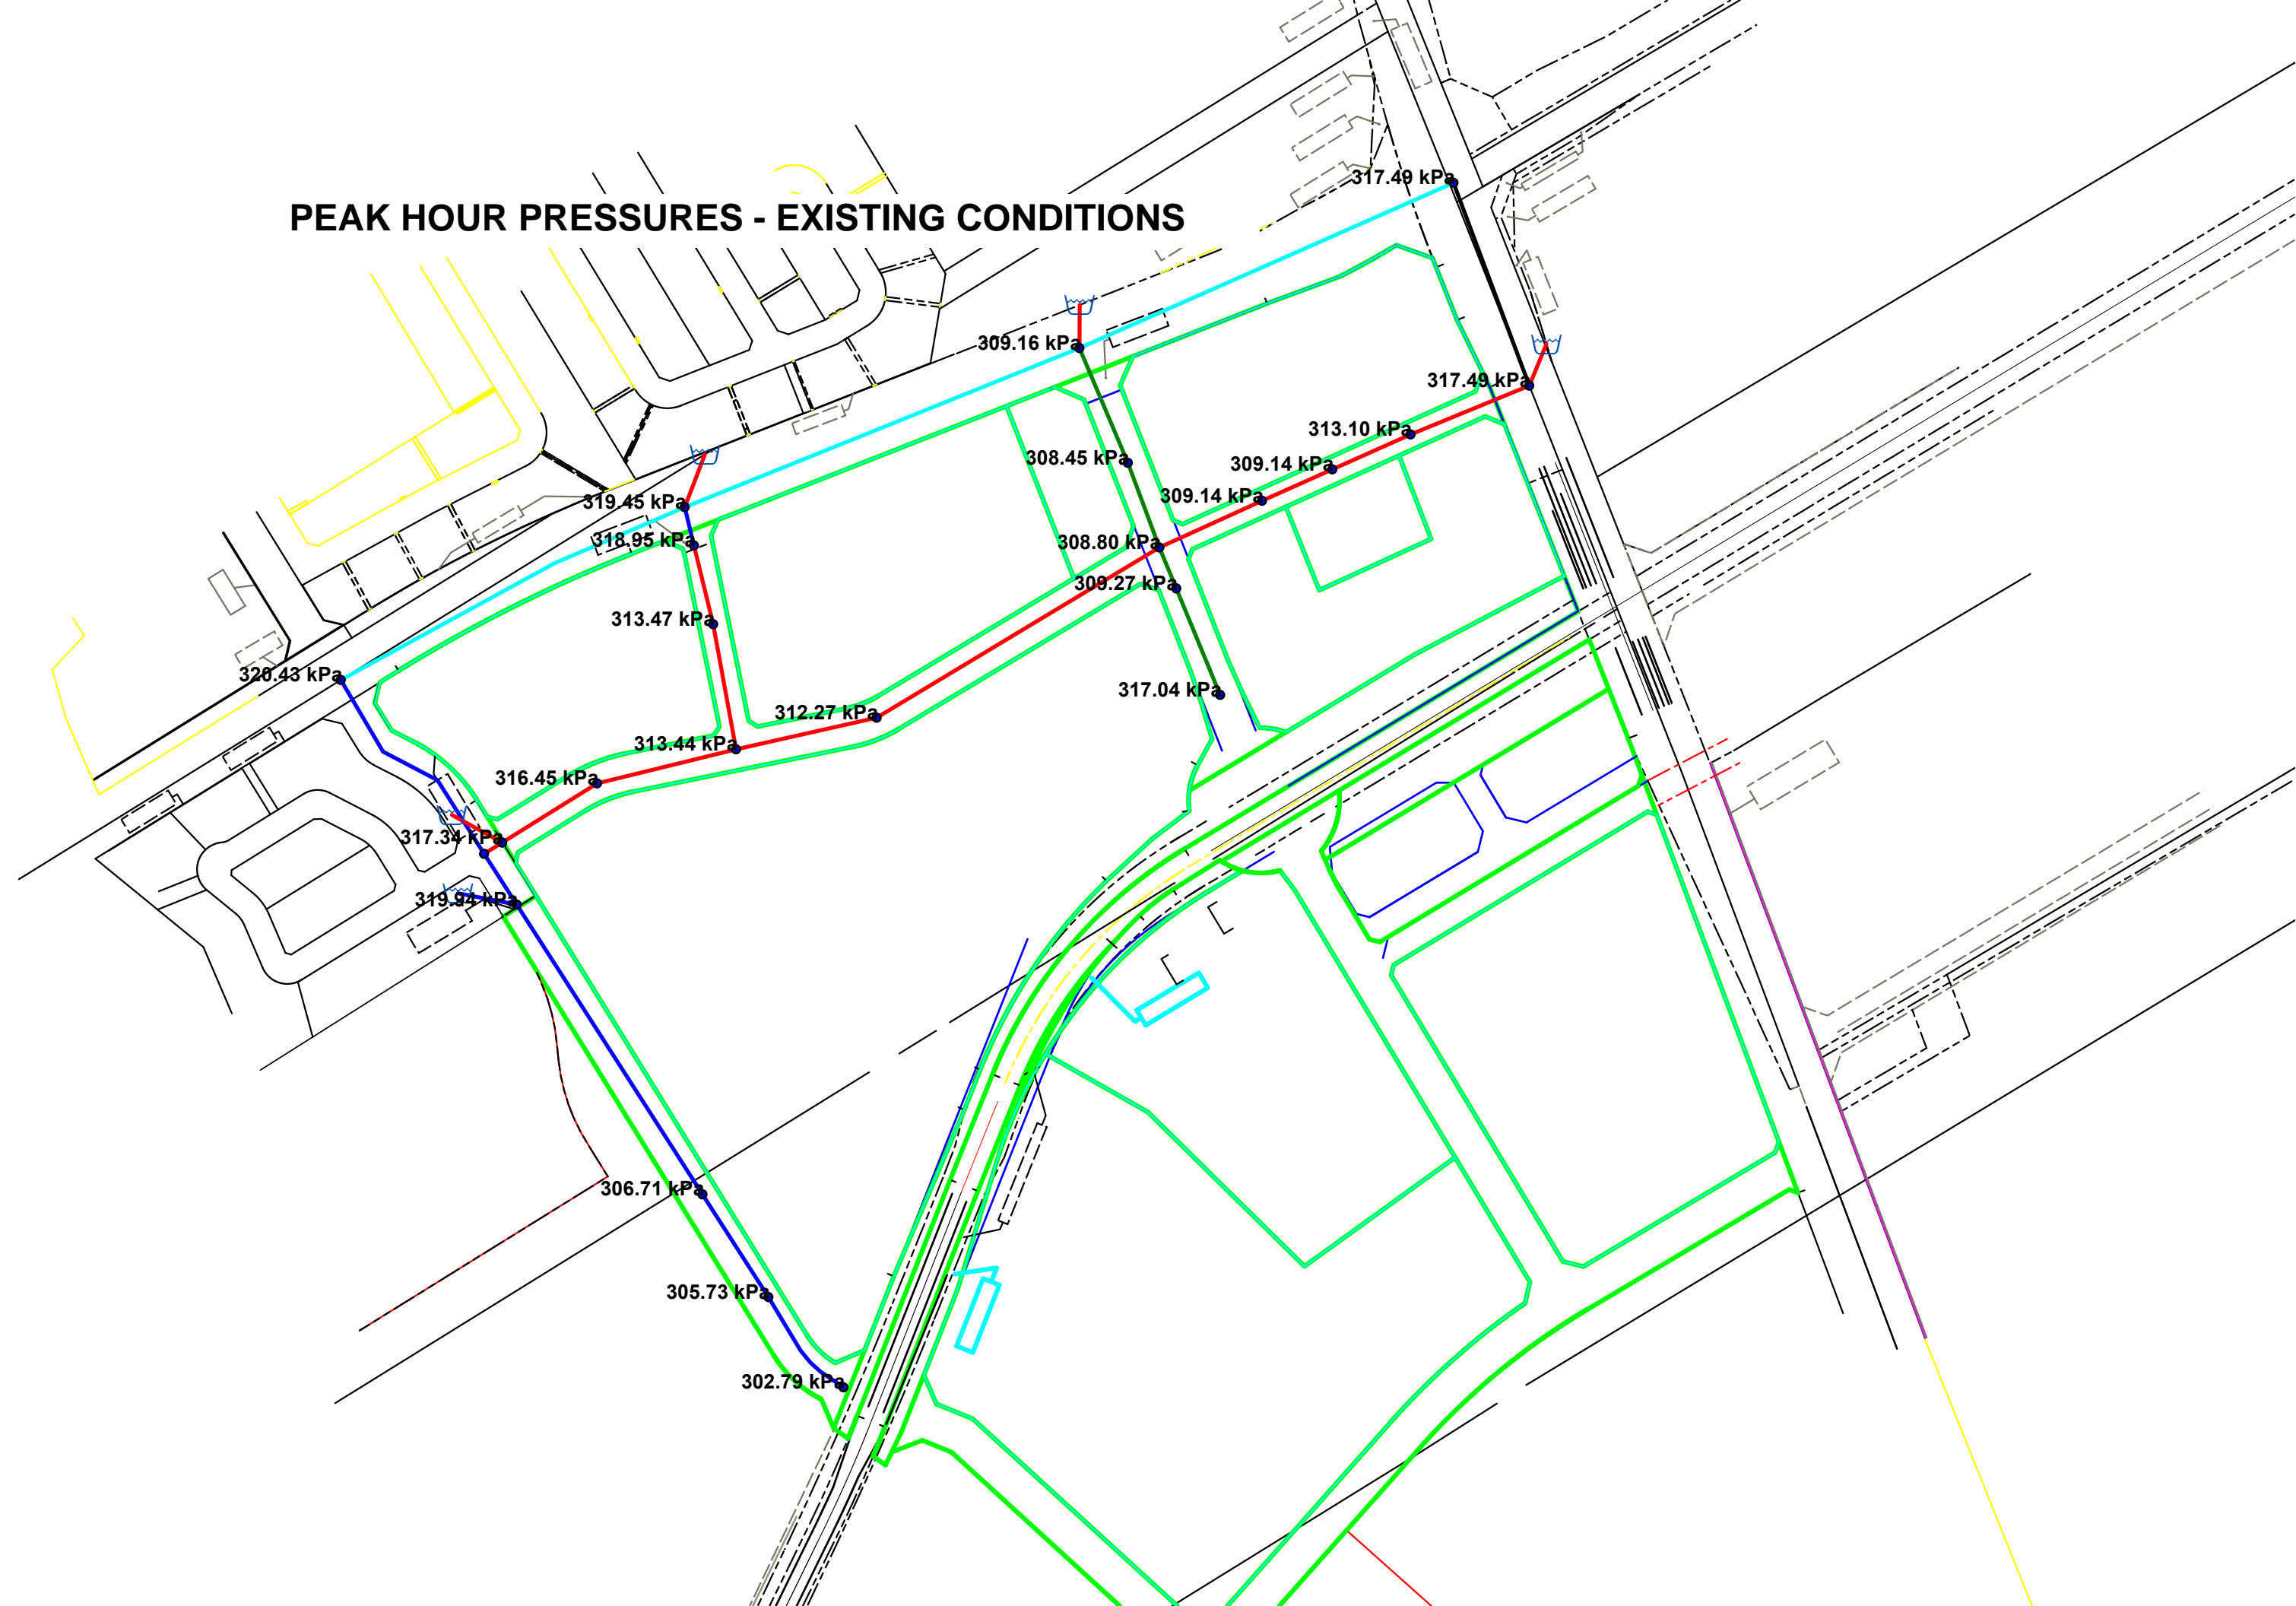 317.49 kPa
PEAK HOUR PRESSURES - EXISTING CONDITIONS
309.16 kPa
317.49 kPa
313.10 kPa
308.45 kPa
309.14 kPa
309.14 kPa
319.45 kPa
318.95 kPa
308.80 kPa
309.27 kPa
313.47 kPa
320.43 kPa
317.04 kPa
312.27 kPa
313.44 kPa
316.45 kPa
317.34 kPa
319.94 kPa
306.71 kPa
305.73 kPa
302.79 kPa